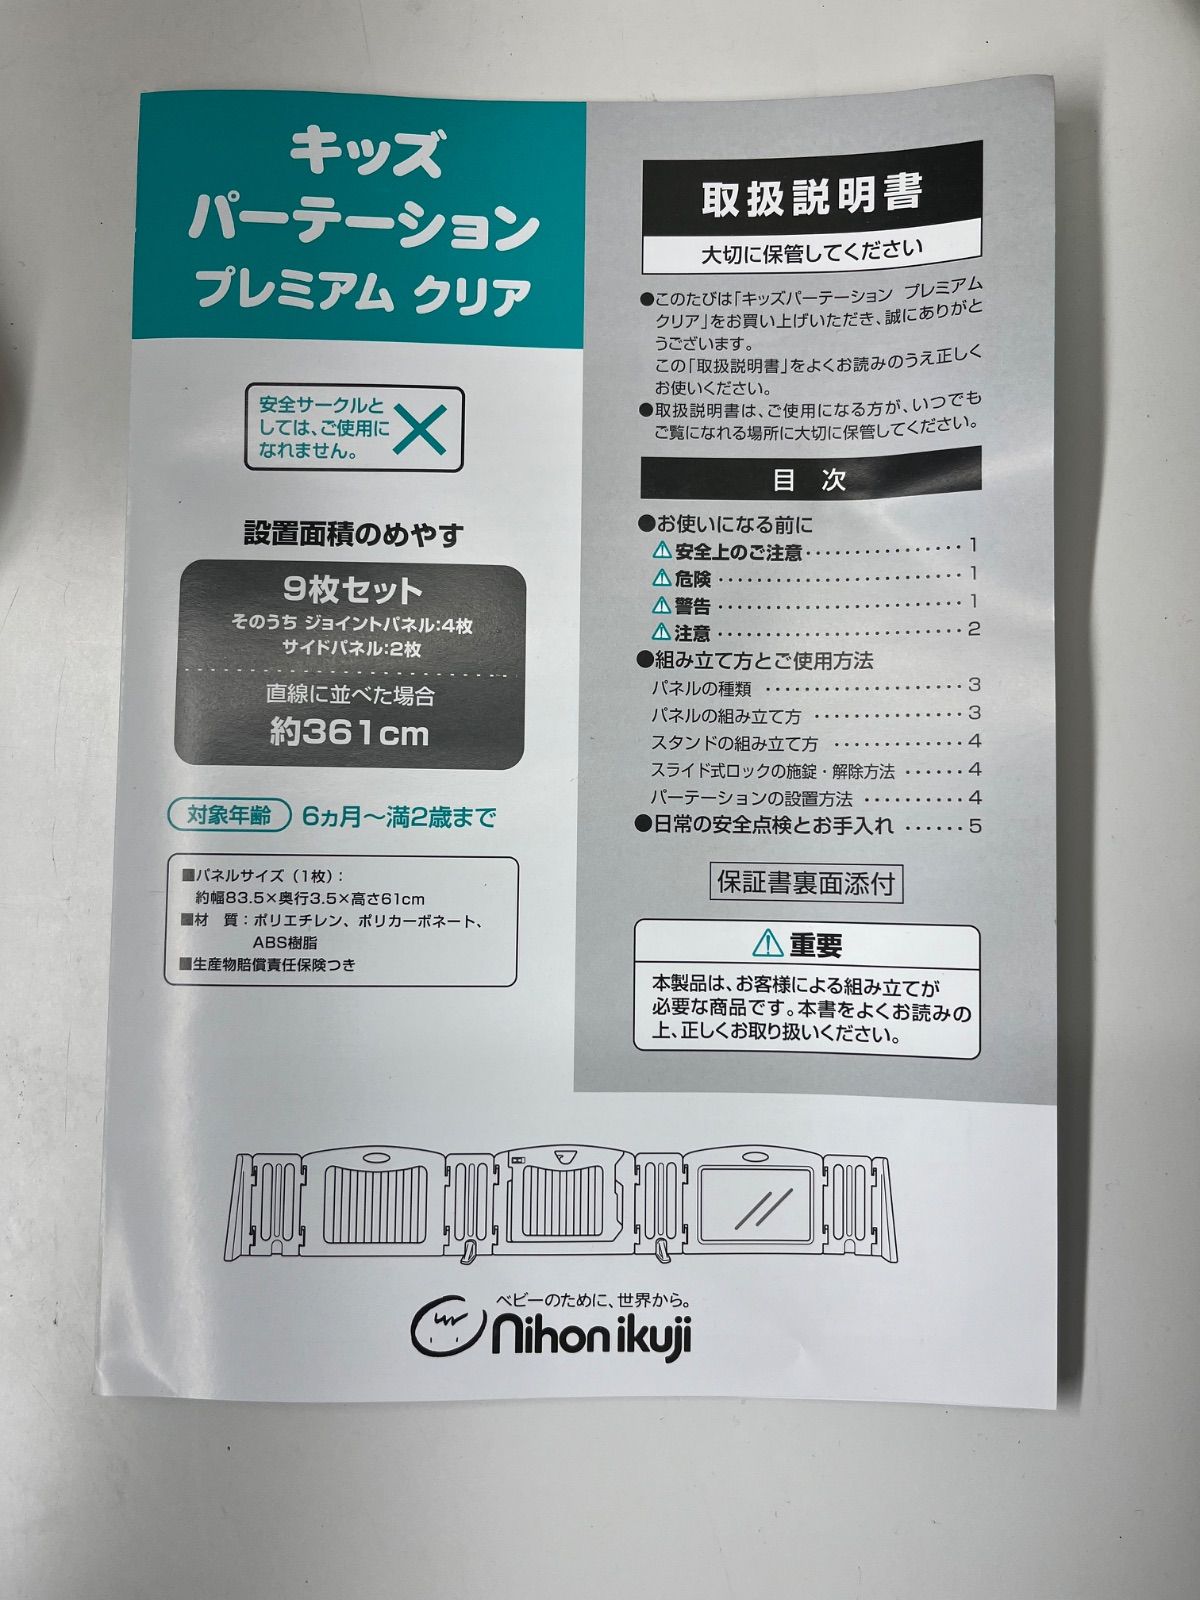 キッズ
パーテーション
プレミアム クリア
安全サークルと
しては、ご使用に
なれません。
設置面積のめやす
9枚セット
そのうち ジョイントパネル:4枚
サイドパネル:2枚
直線に並べた場合
約361cm
対象年齢 6ヵ月〜満2歳まで
■パネルサイズ（1枚）：
約幅83.5×奥行3.5×高さ61cm
■材　質：ポリエチレン、ポリカーボネート、
ABS樹脂
■生産物賠償責任保険つき
取扱説明書
大切に保管してください
●このたびは「キッズパーテーション プレミアム
クリア」をお買い上げいただき、誠にありがと
うございます。
この「取扱説明書」をよくお読みのうえ正しく
お使いください。
●取扱説明書は、ご使用になる方が、いつでも
ご覧になれる場所に大切に保管してください。
目 次
●お使いになる前に
⚠安全上のご注意・・・・・・・・・・・・・・・・1
⚠危険・・・・・・・・・・・・・・・・・・・・・・・・1
⚠警告・・・・・・・・・・・・・・・・・・・・・・・・1
⚠注意・・・・・・・・・・・・・・・・・・・・・・・・2
●組み立て方とご使用方法
パネルの種類 ・・・・・・・・・・・・・・・・・・・3
パネルの組み立て方 ・・・・・・・・・・・・・・3
スタンドの組み立て方 ・・・・・・・・・・・・4
スライド式ロックの施錠・解除方法 ・・・・・・4
パーテーションの設置方法 ・・・・・・・・・・4
●日常の安全点検とお手入れ ・・・・・・5
保証書裏面添付
⚠重要
本製品は、お客様による組み立てが
必要な商品です。本書をよくお読みの
上、正しくお取り扱いください。
ベビーのために、世界から。
nihon ikuji